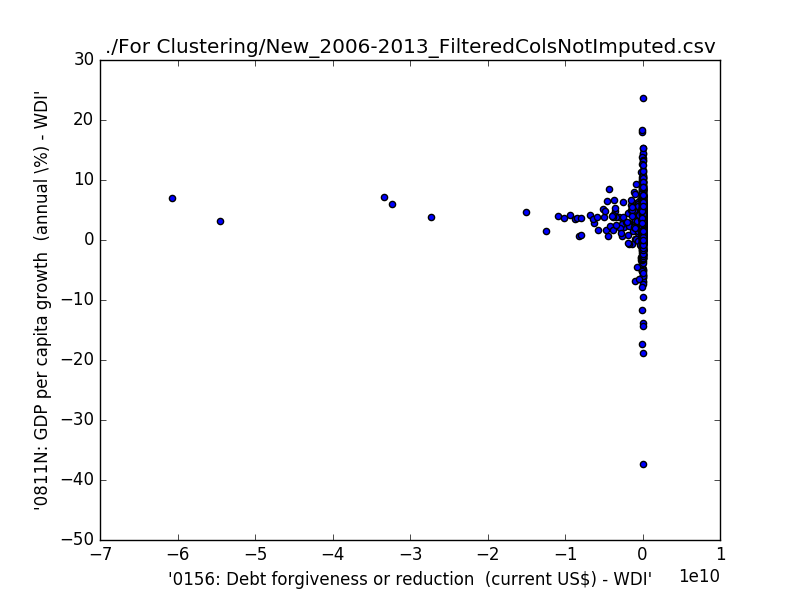 ./For Clustering/New_2006-2013_FilteredColsNotImputed.csv
30
20
10
0
−10
−20
−30
−40
−50
'0811N: GDP per capita growth  (annual \%) - WDI'
−7 −6 −5 −4 −3 −2 −1 0 1
1e10
'0156: Debt forgiveness or reduction  (current US$) - WDI'